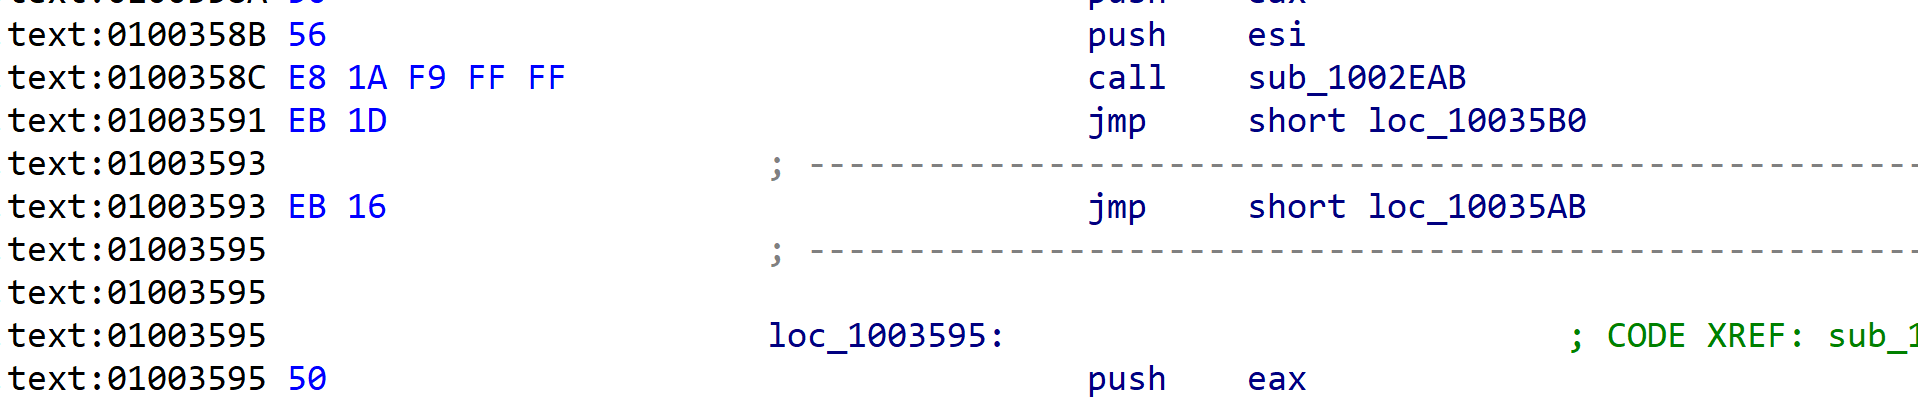 push eax
text:0100358B 56 push esi
text:0100358C E8 1A F9 FF FF call sub_1002EAB
text:01003591 EB 1D jmp short loc_10035B0
text:01003593 ; --------------------------------------------------------
text:01003593 EB 16 jmp short loc_10035AB
text:01003595 ; --------------------------------------------------------
text:01003595
text:01003595 loc_1003595: ; CODE XREF: sub_1
text:01003595 50 push eax